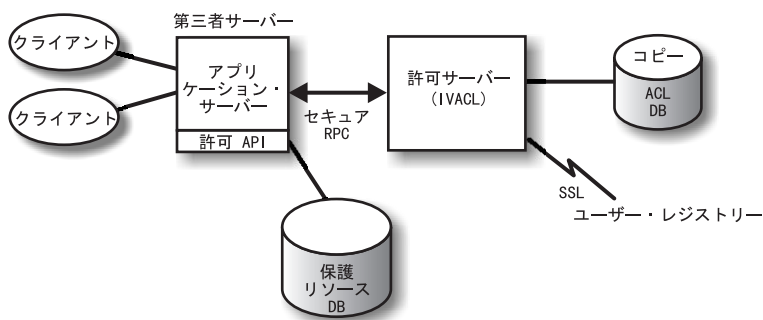 第三者サーバー
クライアント
クライアント
アプリ
ケーション・
サーバー
許可 API
セキュア
RPC
許可サーバー
(IVACL)
コピー
ACL
DB
SSL
ユーザー・レジストリー
保護
リソース
DB